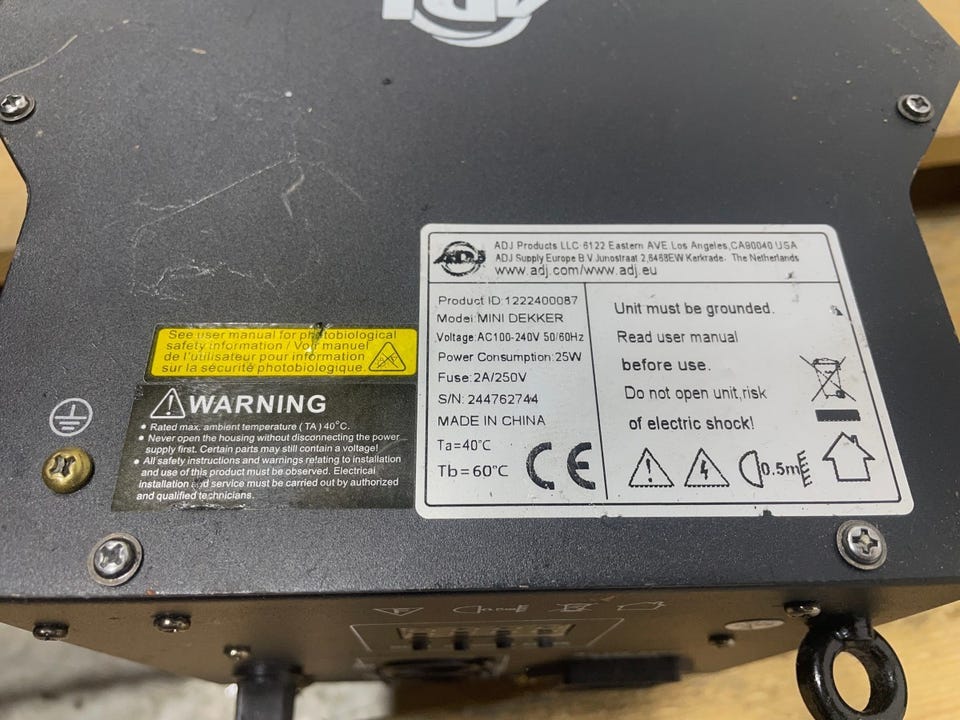 ADJ
ADJ
ADJ Products LLC 6122 Eastern AVE.Los Angeles,CA90040 USA
ADJ Supply Europe B.V.Junostraat 2,6468EW Kerkrade. The Netherlands
www.adj.com/www.adj.eu
Product ID:1222400087
Model:MINI DEKKER
Voltage:AC100-240V 50/60Hz
Power Consumption:25W
Fuse:2A/250V
S/N: 244762744
MADE IN CHINA
Ta=40°C
Tb=60°C
CE
Unit must be grounded.
Read user manual
before use.
Do not open unit,risk
of electric shock!
0.5m
See user manual for photobiological
safety information / Voir manuel
de l'utilisateur pour information
sur la sécurité photobiologique.
WARNING
• Rated max. ambient temperature ( TA ) 40°C.
• Never open the housing without disconnecting the power
supply first. Certain parts may still contain a voltage!
• All safety instructions and warnings relating to installation
and use of this product must be observed. Electrical
installation and service must be carried out by authorized
and qualified technicians.